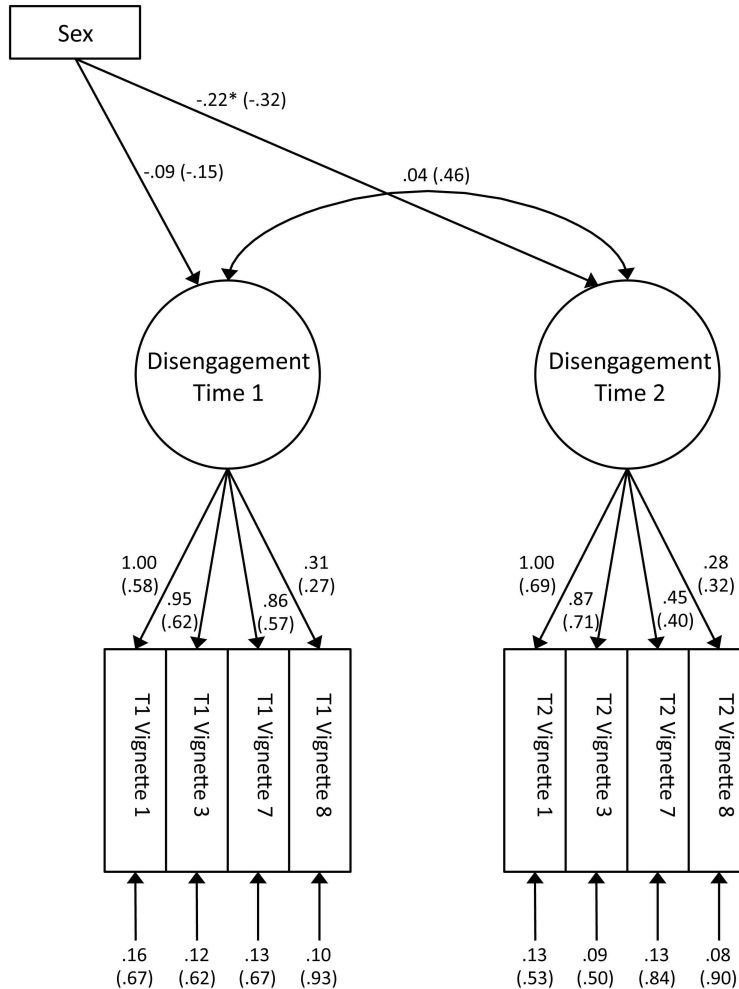 Sex
-.22* (-.32)
-.09 (-.15)
.04 (.46)
Disengagement
Time 1
Disengagement
Time 2
1.00
(.58)
.95
(.62)
.86
(.57)
.31
(.27)
1.00
(.69)
.87
(.71)
.45
(.40)
.28
(.32)
T1 Vignette 1
T1 Vignette 3
T1 Vignette 7
T1 Vignette 8
T2 Vignette 1
T2 Vignette 3
T2 Vignette 7
T2 Vignette 8
.16
(.67)
.12
(.62)
.13
(.67)
.10
(.93)
.13
(.53)
.09
(.50)
.13
(.84)
.08
(.90)